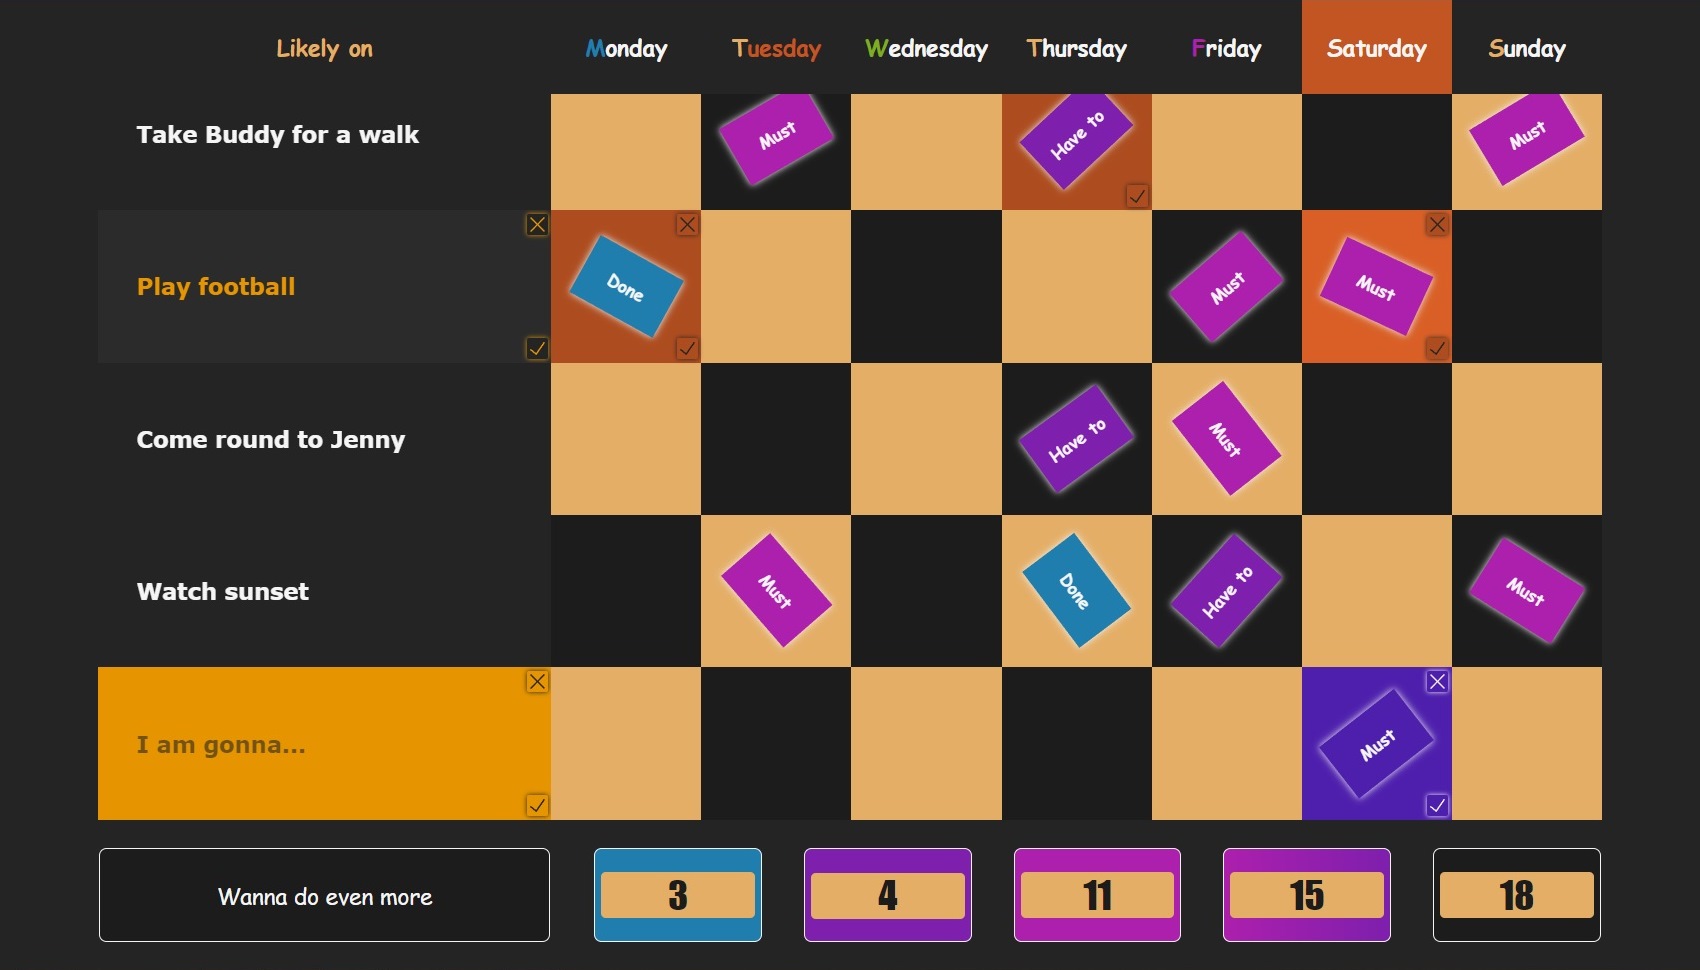 Likely on Monday Tuesday Wednesday Thursday Friday Saturday Sunday
Take Buddy for a walk Must Have to Must
Play football Done Must Must
Come round to Jenny Have to Must
Watch sunset Must Done Have to Must
I am gonna... Must
Wanna do even more 3 4 11 15 18